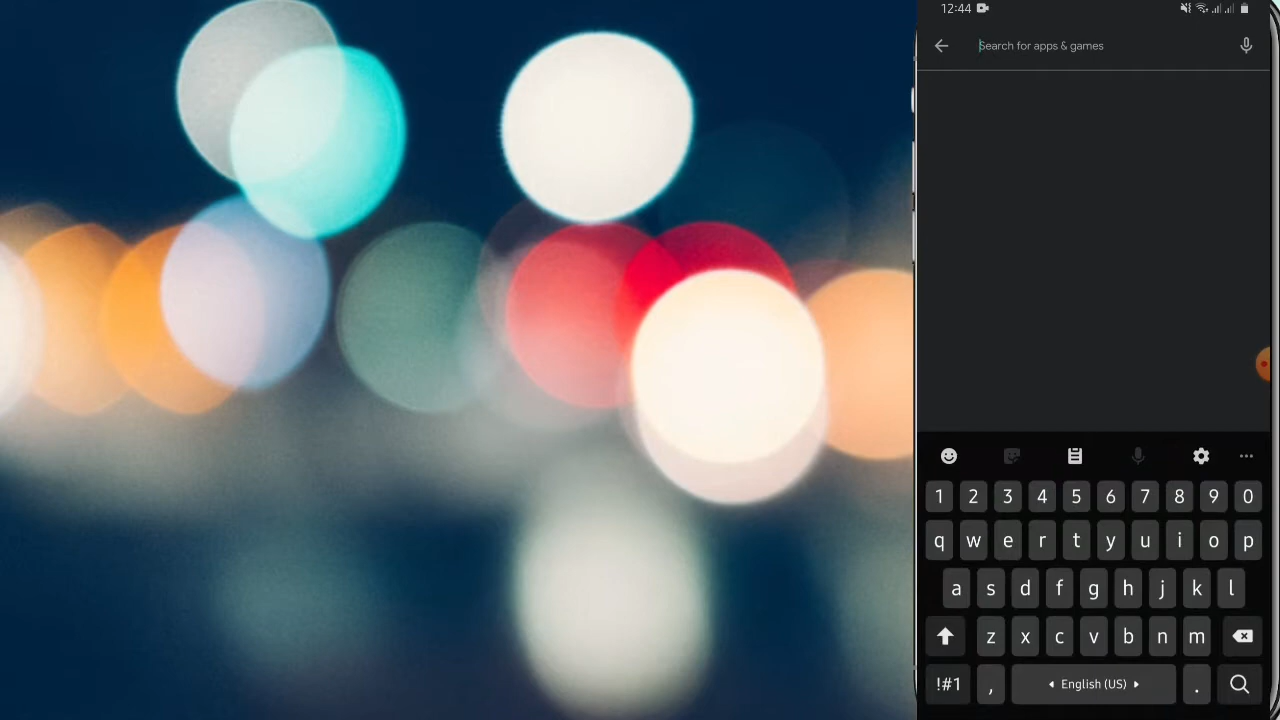 12:44
Search for apps & games
1 2 3 4 5 6 7 8 9 0
q w e r t y u i o p
a s d f g h j k l
z x c v b n m
!#1 , English (US) .